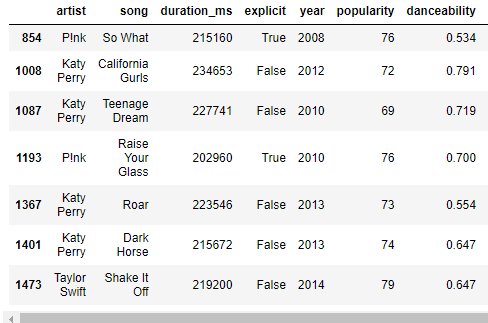 artist song duration_ms explicit year popularity danceability
854 P!nk So What 215160 True 2008 76 0.534
1008 Katy Perry California Gurls 234653 False 2012 72 0.791
1087 Katy Perry Teenage Dream 227741 False 2010 69 0.719
1193 P!nk Raise Your Glass 202960 True 2010 76 0.700
1367 Katy Perry Roar 223546 False 2013 73 0.554
1401 Katy Perry Dark Horse 215672 False 2013 74 0.647
1473 Taylor Swift Shake It Off 219200 False 2014 79 0.647